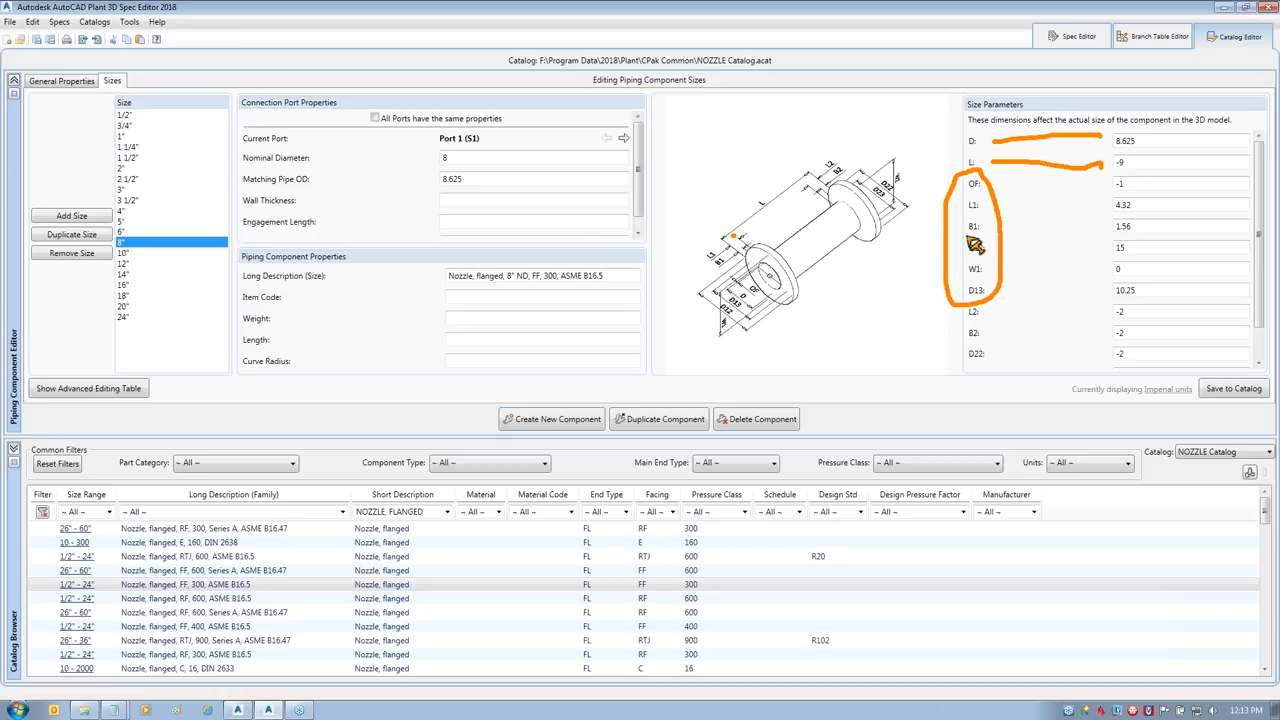 Autodesk AutoCAD Plant 3D Spec Editor 2018
File Edit Specs Catalogs Tools Help
Spec Editor Branch Table Editor Catalog Editor
Catalog: F:\Program Data\2018\Plant\CPak Common\NOZZLE Catalog.acat
General Properties Sizes Editing Piping Component Sizes
Piping Component Editor
Add Size
Duplicate Size
Remove Size
Size
1/2"
3/4"
1"
1 1/4"
1 1/2"
2"
2 1/2"
3"
3 1/2"
4"
5"
6"
8"
10"
12"
14"
16"
18"
20"
24"
Connection Port Properties
All Ports have the same properties
Current Port: Port 1 (S1)
Nominal Diameter: 8
Matching Pipe OD: 8.625
Wall Thickness:
Engagement Length:
Piping Component Properties
Long Description (Size): Nozzle, flanged, 8" ND, FF, 300, ASME B16.5
Item Code:
Weight:
Length:
Curve Radius:
L
L2
B2
D22
D23
L1
B1
OF
D
D13
D12
Size Parameters
These dimensions affect the actual size of the component in the 3D model.
D: 8.625
L: -9
OF: -1
L1: 4.32
B1: 1.56
15
W1: 0
D13: 10.25
L2: -2
B2: -2
D22: -2
Show Advanced Editing Table
Currently displaying Imperial units Save to Catalog
Create New Component Duplicate Component Delete Component
Catalog Browser
Common Filters
Catalog: NOZZLE Catalog
Reset Filters Part Category: ~ All ~ Component Type: ~ All ~ Main End Type: ~ All ~ Pressure Class: ~ All ~ Units: ~ All ~
Filter Size Range Long Description (Family) Short Description Material Material Code End Type Facing Pressure Class Schedule Design Std Design Pressure Factor Manufacturer
~ All ~ ~ All ~ NOZZLE, FLANGED ~ All ~ ~ All ~ ~ All ~ ~ All ~ ~ All ~ ~ All ~ ~ All ~ ~ All ~ ~ All ~
26" - 60" Nozzle, flanged, RF, 300, Series A, ASME B16.47 Nozzle, flanged FL RF 300
10 - 300 Nozzle, flanged, E, 160, DIN 2638 Nozzle, flanged FL E 160
1/2" - 24" Nozzle, flanged, RTJ, 600, ASME B16.5 Nozzle, flanged FL RTJ 600 R20
26" - 60" Nozzle, flanged, FF, 600, Series A, ASME B16.47 Nozzle, flanged FL FF 600
1/2" - 24" Nozzle, flanged, FF, 300, ASME B16.5 Nozzle, flanged FL FF 300
1/2" - 24" Nozzle, flanged, RF, 600, ASME B16.5 Nozzle, flanged FL RF 600
26" - 60" Nozzle, flanged, RF, 600, Series A, ASME B16.47 Nozzle, flanged FL RF 600
1/2" - 24" Nozzle, flanged, FF, 400, ASME B16.5 Nozzle, flanged FL FF 400
26" - 36" Nozzle, flanged, RTJ, 900, Series A, ASME B16.47 Nozzle, flanged FL RTJ 900 R102
1/2" - 24" Nozzle, flanged, RF, 300, ASME B16.5 Nozzle, flanged FL RF 300
10 - 2000 Nozzle, flanged, C, 16, DIN 2633 Nozzle, flanged FL C 16
12:13 PM